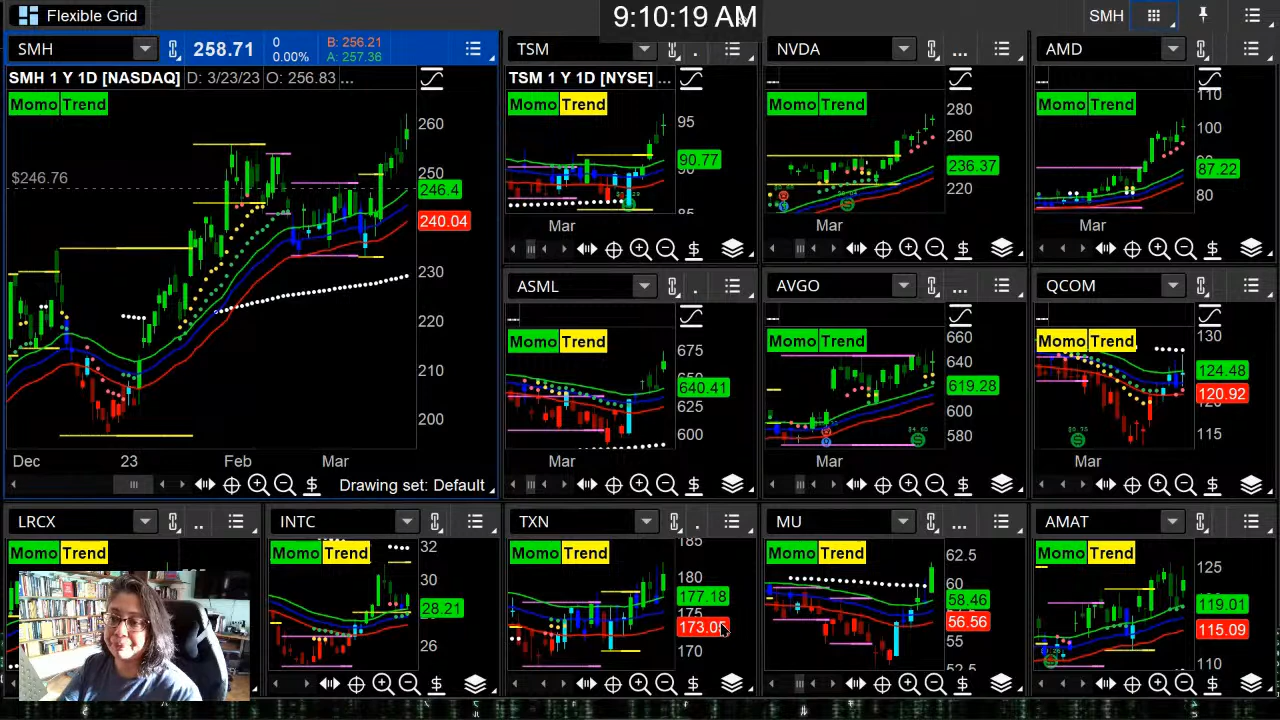 Flexible Grid
9:10:19 AM
SMH
SMH
258.71
0
0.00%
B: 256.21
A: 257.36
SMH 1 Y 1D [NASDAQ]
D: 3/23/23
O: 256.83
...
Momo Trend
$246.76
260
250
246.4
240.04
230
220
210
200
Dec
23
Feb
Mar
Drawing set: Default
TSM
TSM 1 Y 1D [NYSE] ...
Momo Trend
95
90.77
90
85
Mar
NVDA
...
Momo Trend
280
260
236.37
220
Mar
AMD
Momo Trend
110
100
87.22
80
Mar
ASML
Momo Trend
675
640.41
625
600
Mar
AVGO
...
Momo Trend
660
640
619.28
600
580
Mar
QCOM
Momo Trend
130
124.48
120.92
115
Mar
LRCX
..
Momo Trend
INTC
Momo Trend
32
30
28.21
26
TXN
Momo Trend
185
180
177.18
175
170
MU
...
Momo Trend
62.5
60
58.46
56.56
55
52.5
AMAT
Momo Trend
125
119.01
115.09
110